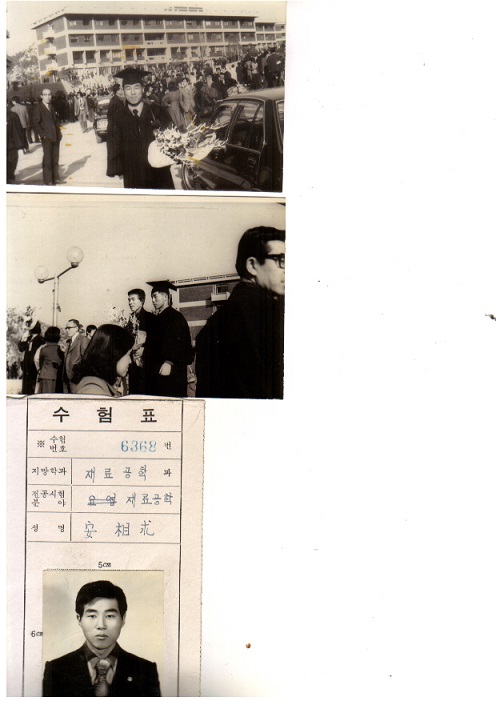 수 험 표
※ 수험 번호 6368 번
지망학과 재료공학 과
전공시험 분야 요업 재료공학
성 명 安 相 求
5㎝
6㎝